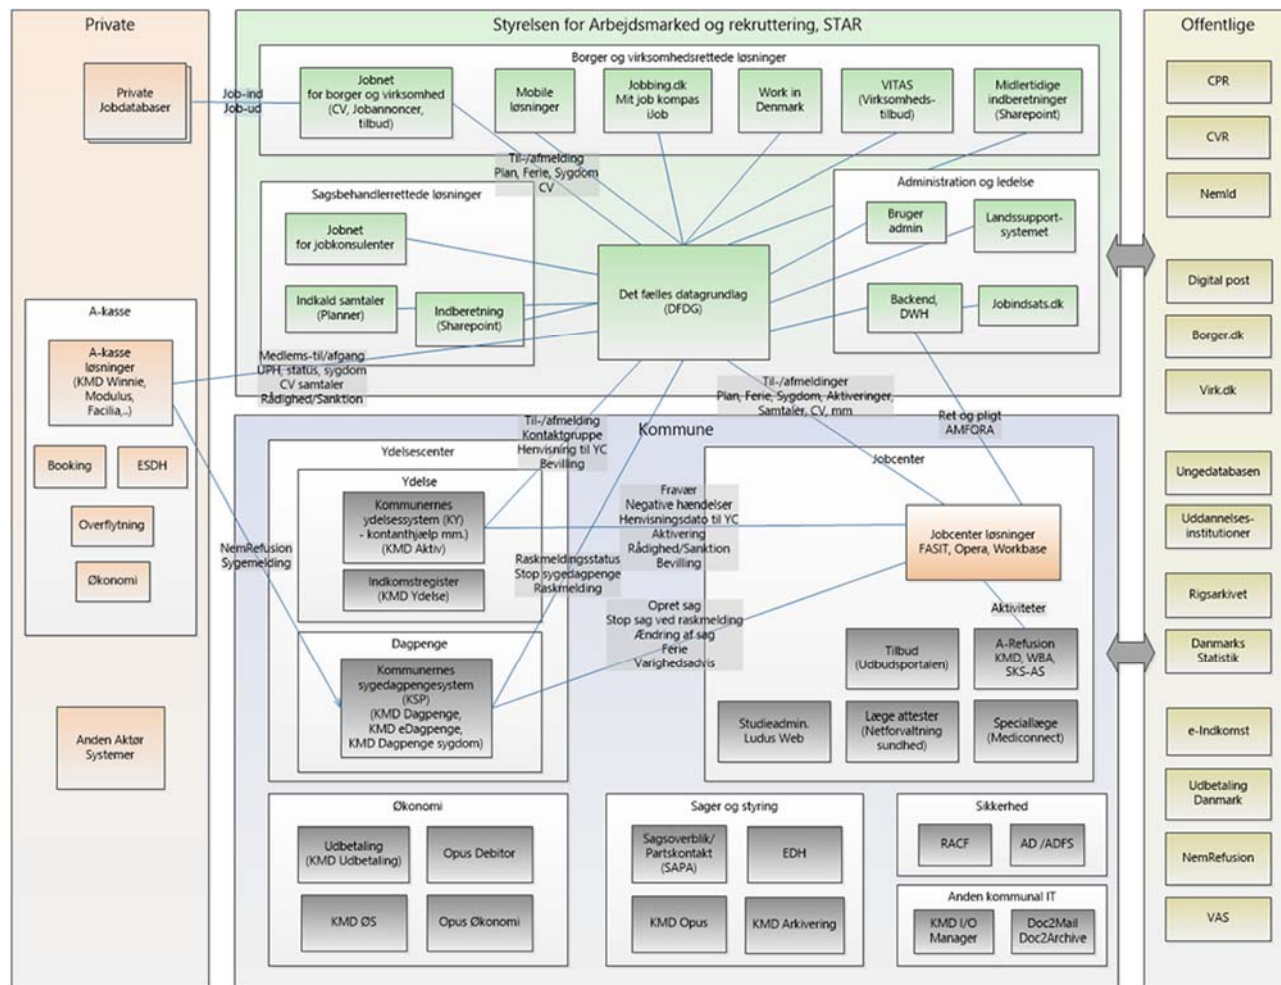 Private
Private
Jobdatabaser
Job-ind
Job-ud
A-kasse
A-kasse
løsninger
(KMD Winnie,
Modulus,
Facilia,..)
Booking
ESDH
Overflytning
Økonomi
Anden Aktør
Systemer
Styrelsen for Arbejdsmarked og rekruttering, STAR
Borger og virksomhedsrettede løsninger
Jobnet
for borger og virksomhed
(CV, Jobannoncer,
tilbud)
Mobile
løsninger
Jobbing.dk
Mit job kompas
iJob
Work in
Denmark
VITAS
(Virksomheds-
tilbud)
Midlertidige
indberetninger
(Sharepoint)
Til-/afmelding
Plan, Ferie, Sygdom
CV
Sagsbehandlerrettede løsninger
Jobnet
for jobkonsulenter
Indkald samtaler
(Planner)
Indberetning
(Sharepoint)
Det fælles datagrundlag
(DFDG)
Administration og ledelse
Bruger
admin
Landssupport-
systemet
Backend,
DWH
Jobindsats.dk
Medlems-til/afgang
UPH, status, sygdom
CV samtaler
Rådighed/Sanktion
Til-/afmeldinger
Plan, Ferie, Sygdom, Aktiveringer,
Samtaler, CV, mm
Ret og pligt
AMFORA
Til-/afmelding
Kontaktgruppe
Henvisning til YC
Bevilling
NemRefusion
Sygemelding
Raskmeldingsstatus
Stop sygedagpenge
Raskmelding
Fravær
Negative hændelser
Henvisningsdato til YC
Aktivering
Rådighed/Sanktion
Bevilling
Opret sag
Stop sag ved raskmelding
Ændring af sag
Ferie
Varighedsadvis
Kommune
Ydelsescenter
Ydelse
Kommunernes
ydelsessystem (KY)
- kontanthjælp mm.)
(KMD Aktiv)
Indkomstregister
(KMD Ydelse)
Dagpenge
Kommunernes
sygedagpengesystem
(KSP)
(KMD Dagpenge,
KMD eDagpenge,
KMD Dagpenge sygdom)
Jobcenter
Jobcenter løsninger
FASIT, Opera, Workbase
Aktiviteter
Tilbud
(Udbudsportalen)
A-Refusion
KMD, WBA,
SKS-AS
Studieadmin.
Ludus Web
Læge attester
(Netforvaltning
sundhed)
Speciallæge
(Mediconnect)
Økonomi
Udbetaling
(KMD Udbetaling)
Opus Debitor
KMD ØS
Opus Økonomi
Sager og styring
Sagsoverblik/
Partskontakt
(SAPA)
EDH
KMD Opus
KMD Arkivering
Sikkerhed
RACF
AD /ADFS
Anden kommunal IT
KMD I/O
Manager
Doc2Mail
Doc2Archive
Offentlige
CPR
CVR
NemId
Digital post
Borger.dk
Virk.dk
Ungedatabasen
Uddannelses-
institutioner
Rigsarkivet
Danmarks
Statistik
e-Indkomst
Udbetaling
Danmark
NemRefusion
VAS